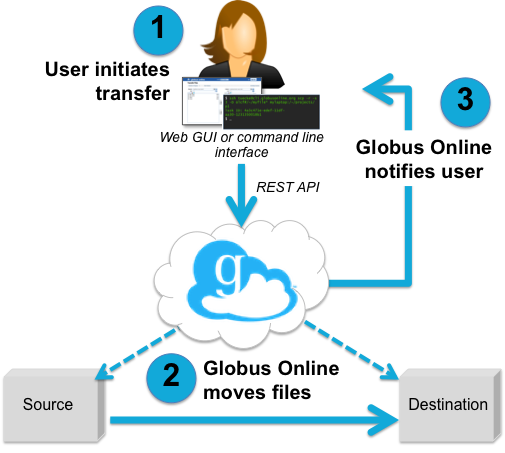 1
User initiates
transfer
Web GUI or command line
interface
REST API
3
Globus Online
notifies user
g
2
Globus Online
moves files
Source
Destination